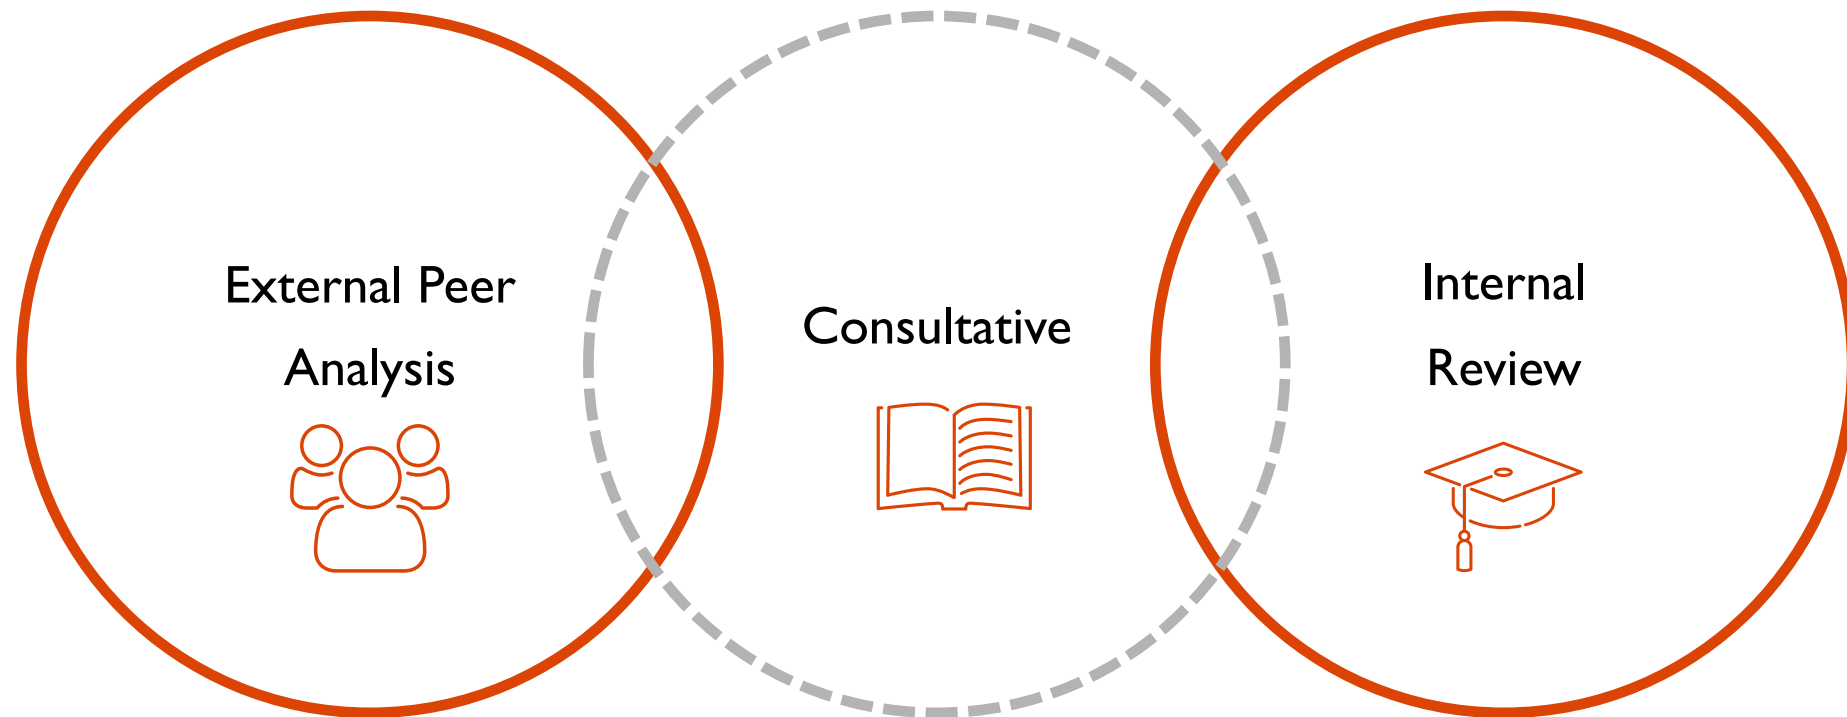 External Peer
Analysis
Consultative
Internal
Review